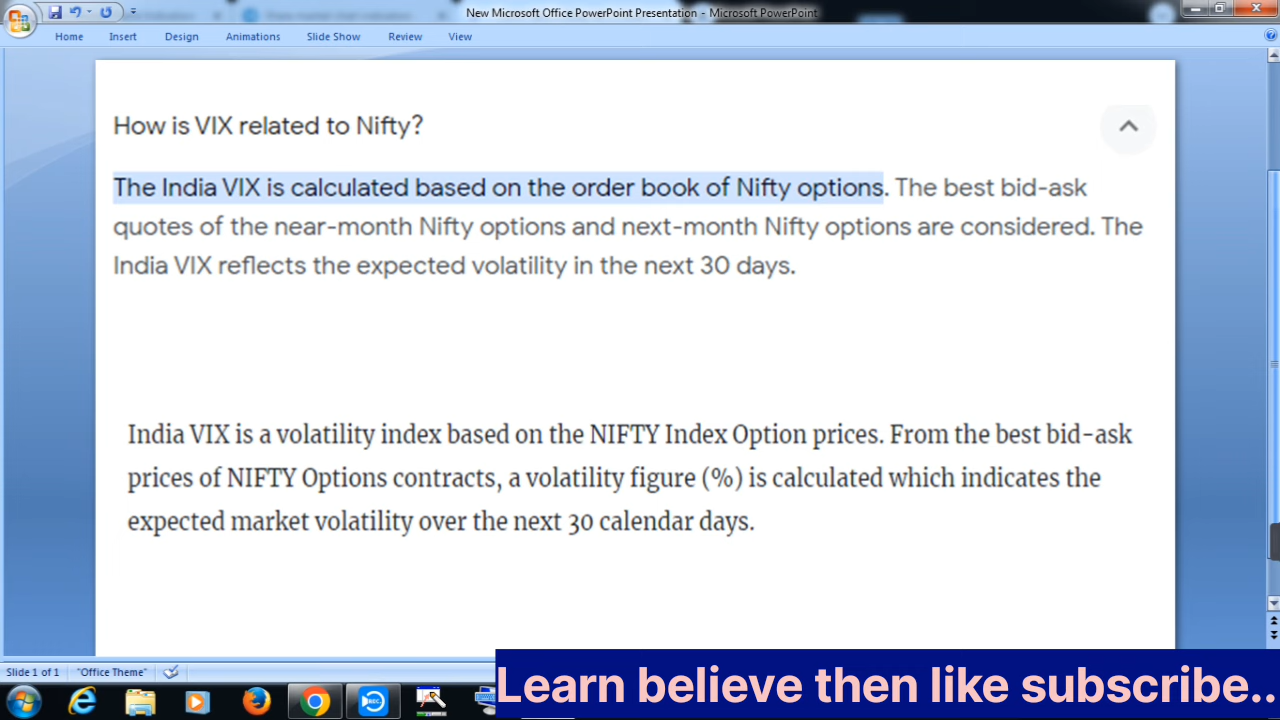 New Microsoft Office PowerPoint Presentation - Microsoft PowerPoint
Home Insert Design Animations Slide Show Review View
How is VIX related to Nifty?
The India VIX is calculated based on the order book of Nifty options. The best bid-ask
quotes of the near-month Nifty options and next-month Nifty options are considered. The
India VIX reflects the expected volatility in the next 30 days.
India VIX is a volatility index based on the NIFTY Index Option prices. From the best bid-ask
prices of NIFTY Options contracts, a volatility figure (%) is calculated which indicates the
expected market volatility over the next 30 calendar days.
Slide 1 of 1 "Office Theme"
REC
Learn believe then like subscribe..